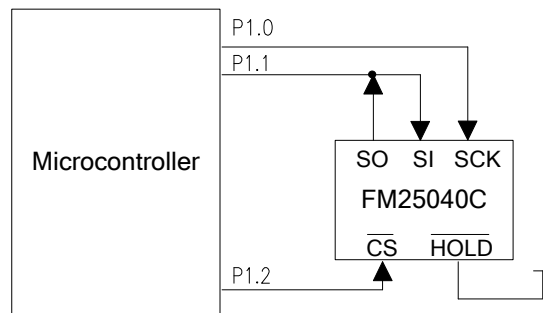 P1.0
P1.1
Microcontroller
SO SI SCK
FM25040C
CS HOLD
P1.2